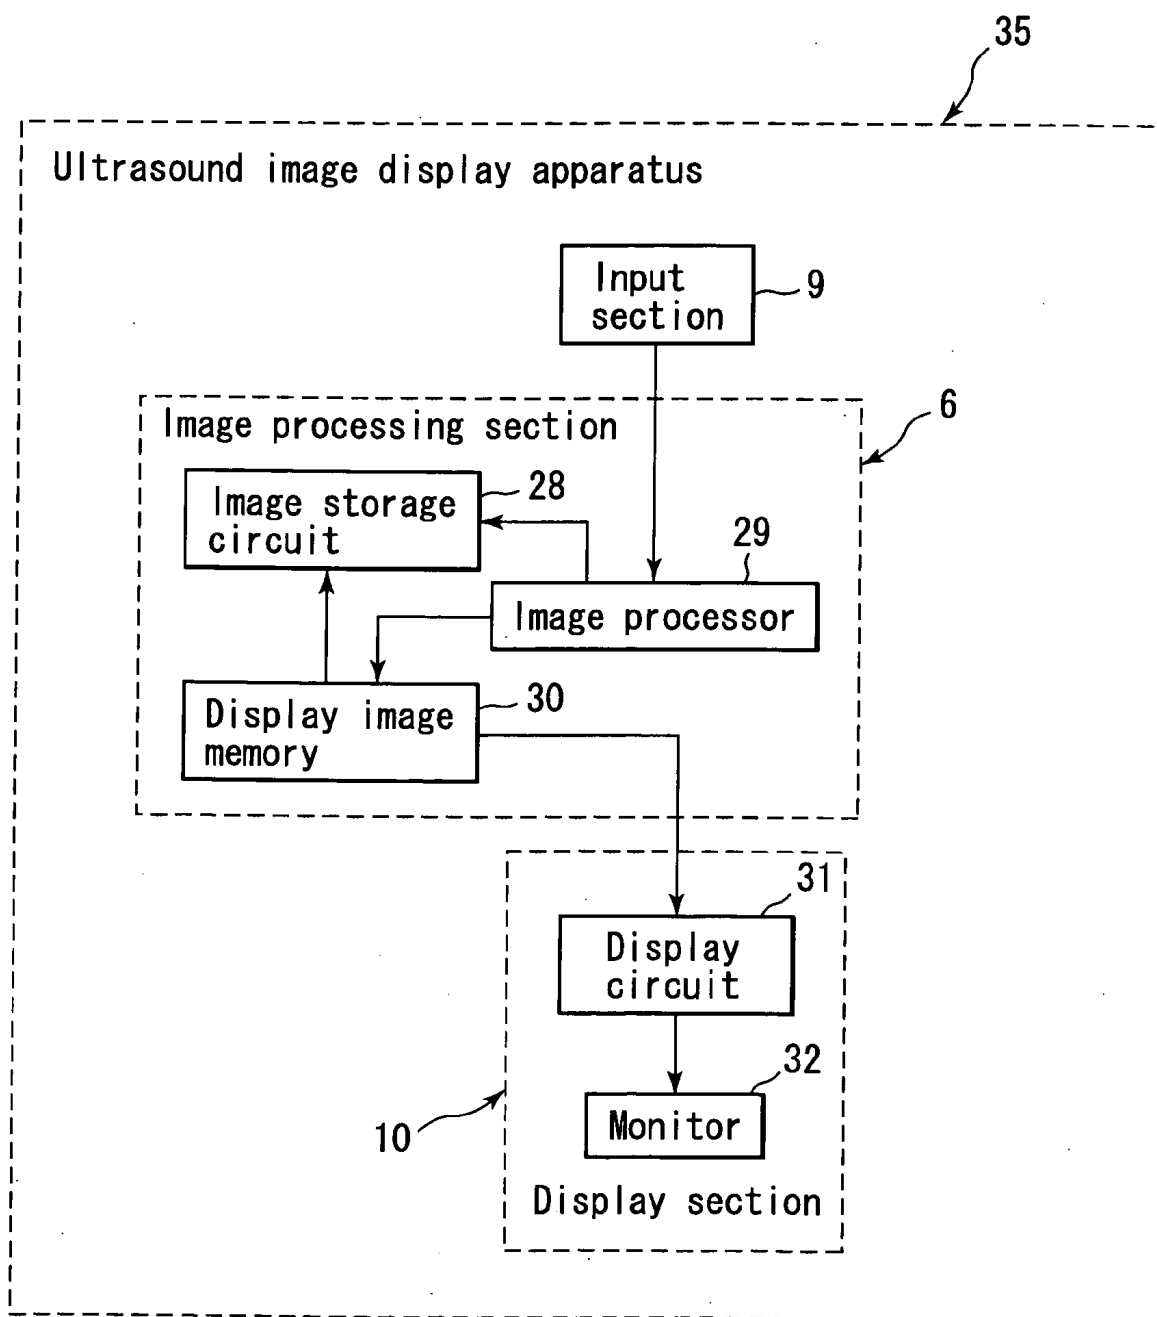 35
Ultrasound image display apparatus
Input
section
9
6
Image processing section
28
Image storage
circuit
29
Image processor
30
Display image
memory
31
Display
circuit
32
Monitor
10
Display section